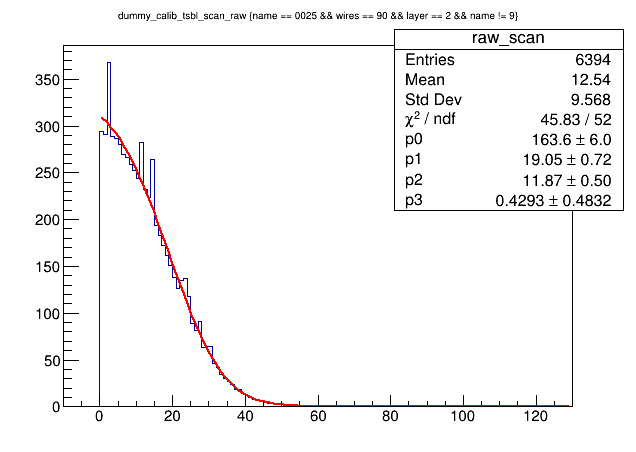 dummy_calib_tsbl_scan_raw {name == 0025 && wires == 90 && layer == 2 && name != 9}
raw_scan
Entries 6394
Mean 12.54
Std Dev 9.568
χ² / ndf 45.83 / 52
p0 163.6 ± 6.0
p1 19.05 ± 0.72
p2 11.87 ± 0.50
p3 0.4293 ± 0.4832
350
300
250
200
150
100
50
0
0 20 40 60 80 100 120